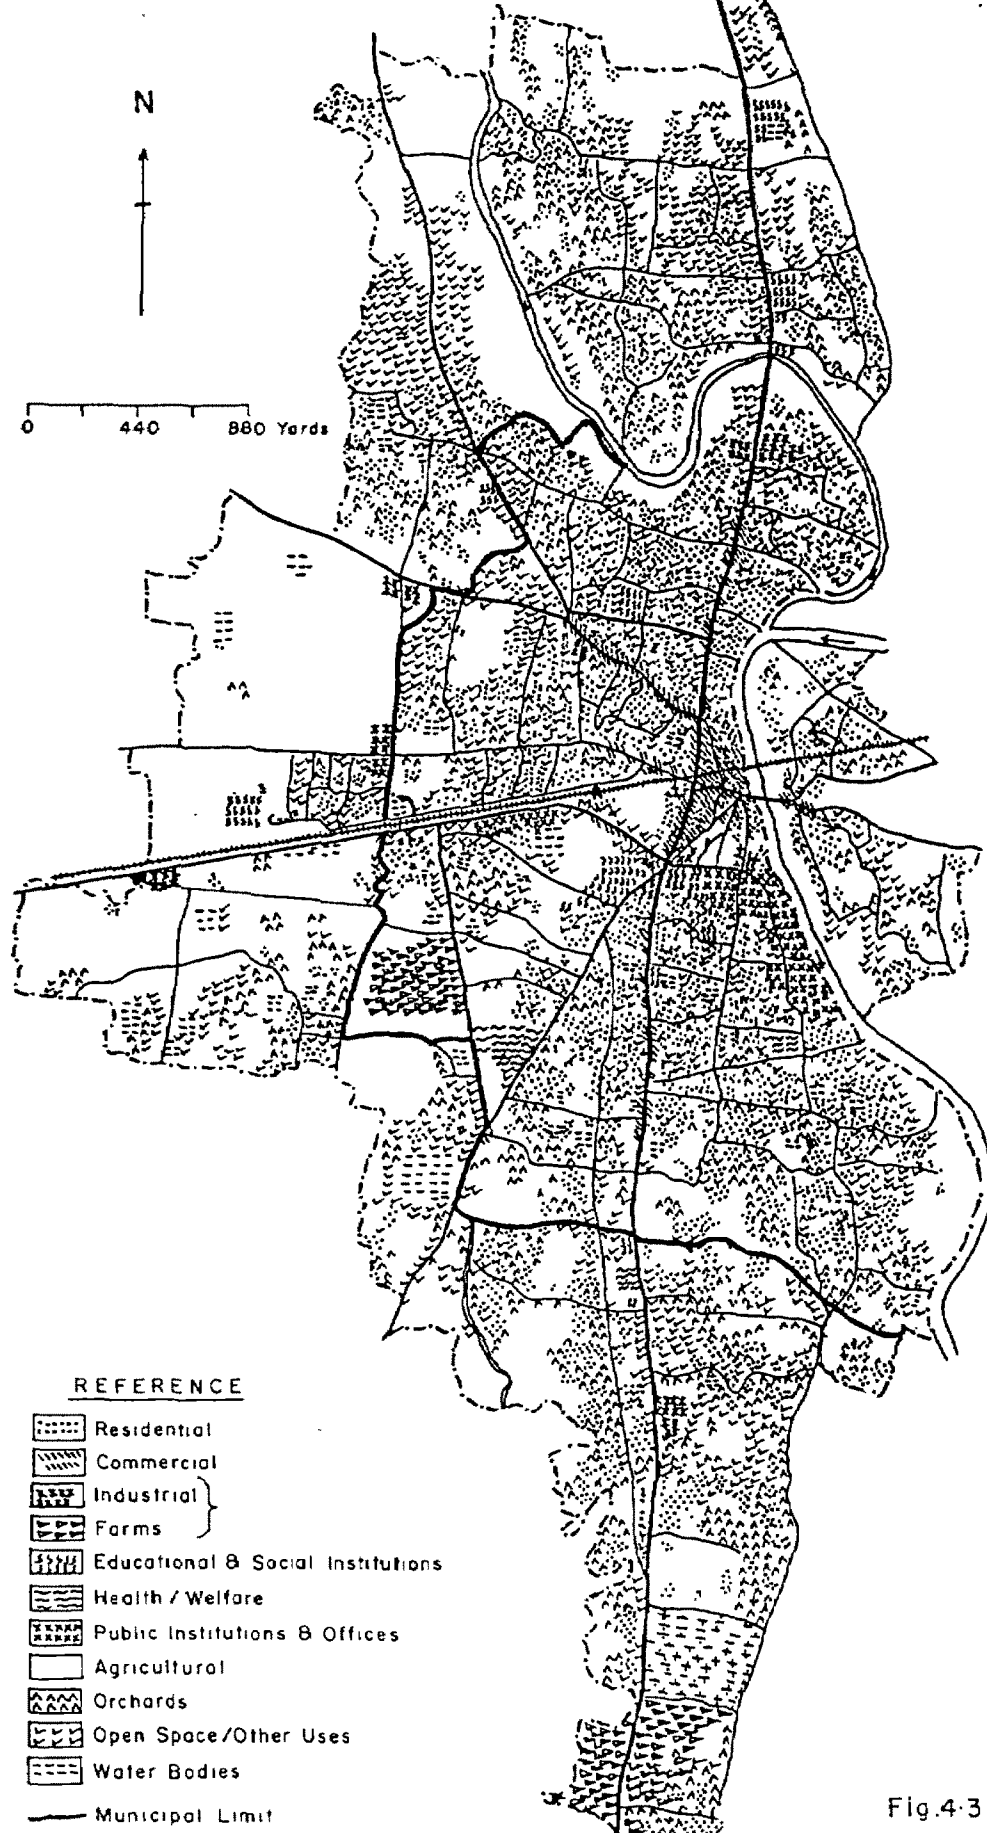 N
0 440 880 Yards
REFERENCE
Residential
Commercial
Industrial
Farms
Educational & Social Institutions
Health / Welfare
Public Institutions & Offices
Agricultural
Orchards
Open Space/Other Uses
Water Bodies
Municipal Limit
Fig.4.3